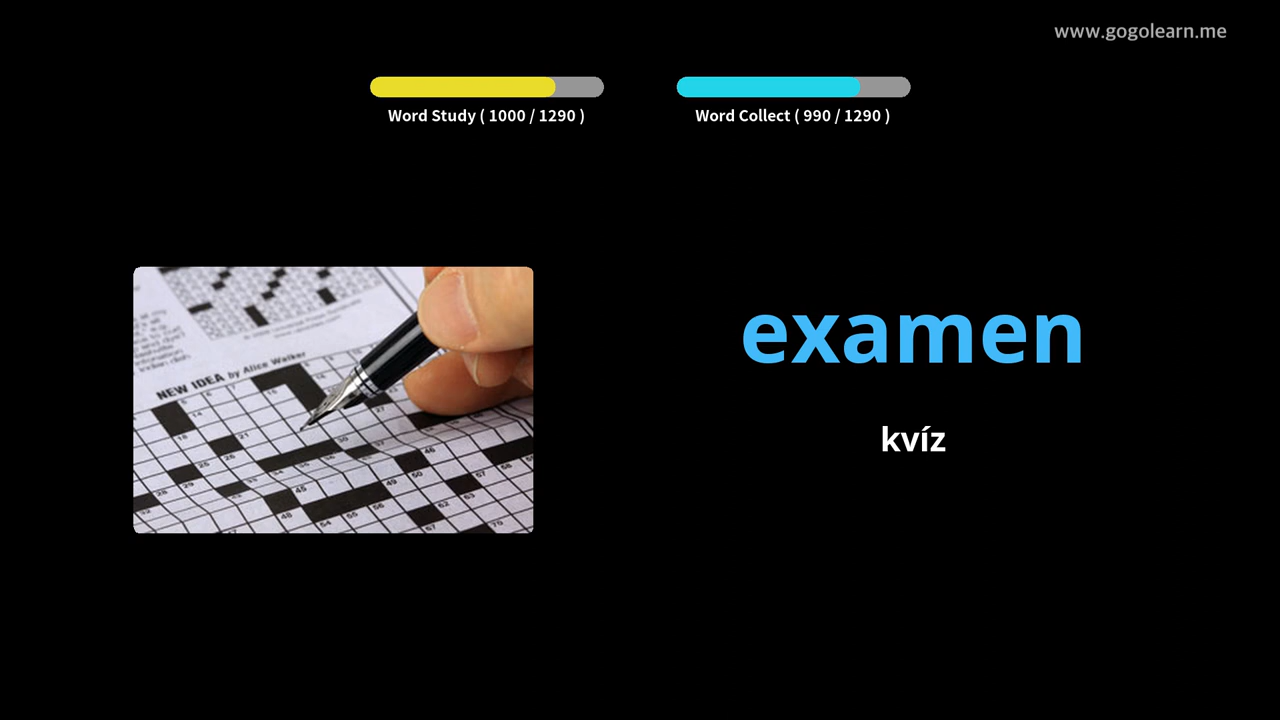 www.gogolearn.me
Word Study ( 1000 / 1290 )
Word Collect ( 990 / 1290 )
NEW IDEA by Alice Walker
examen
kvíz